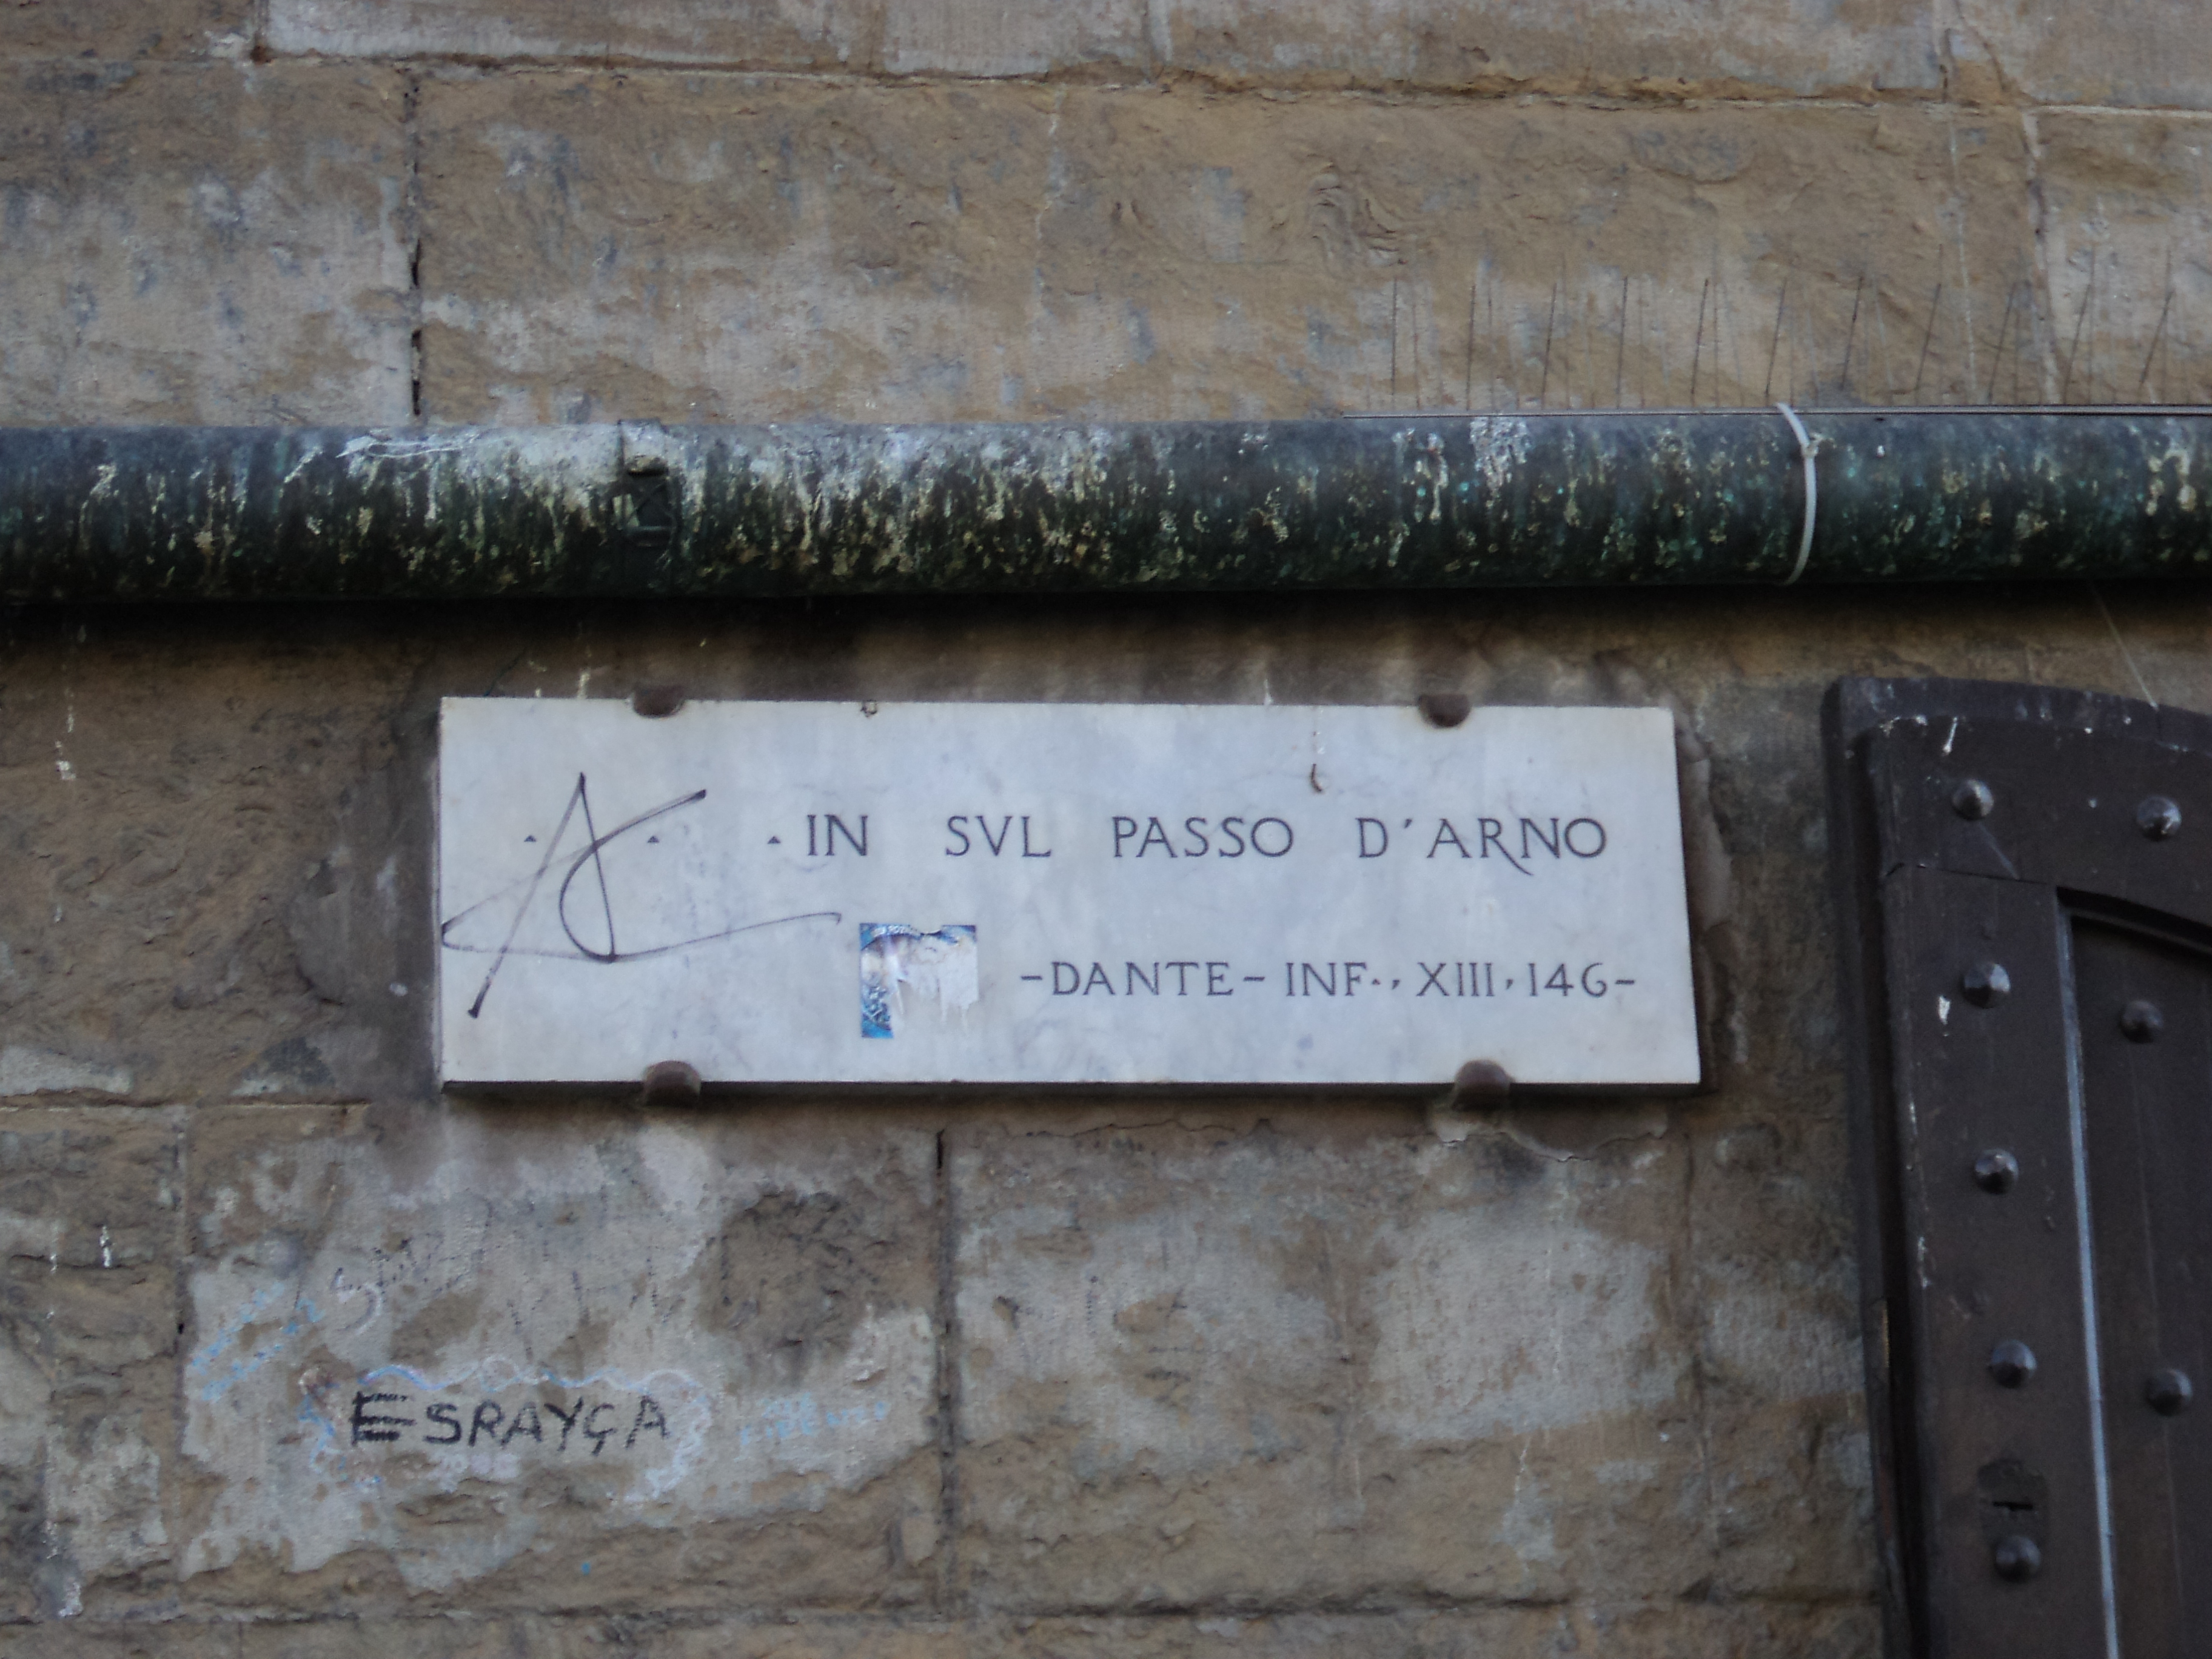 . . . IN SVL PASSO D'ARNO
-DANTE- INF., XIII, 146-
ESRAYÇA